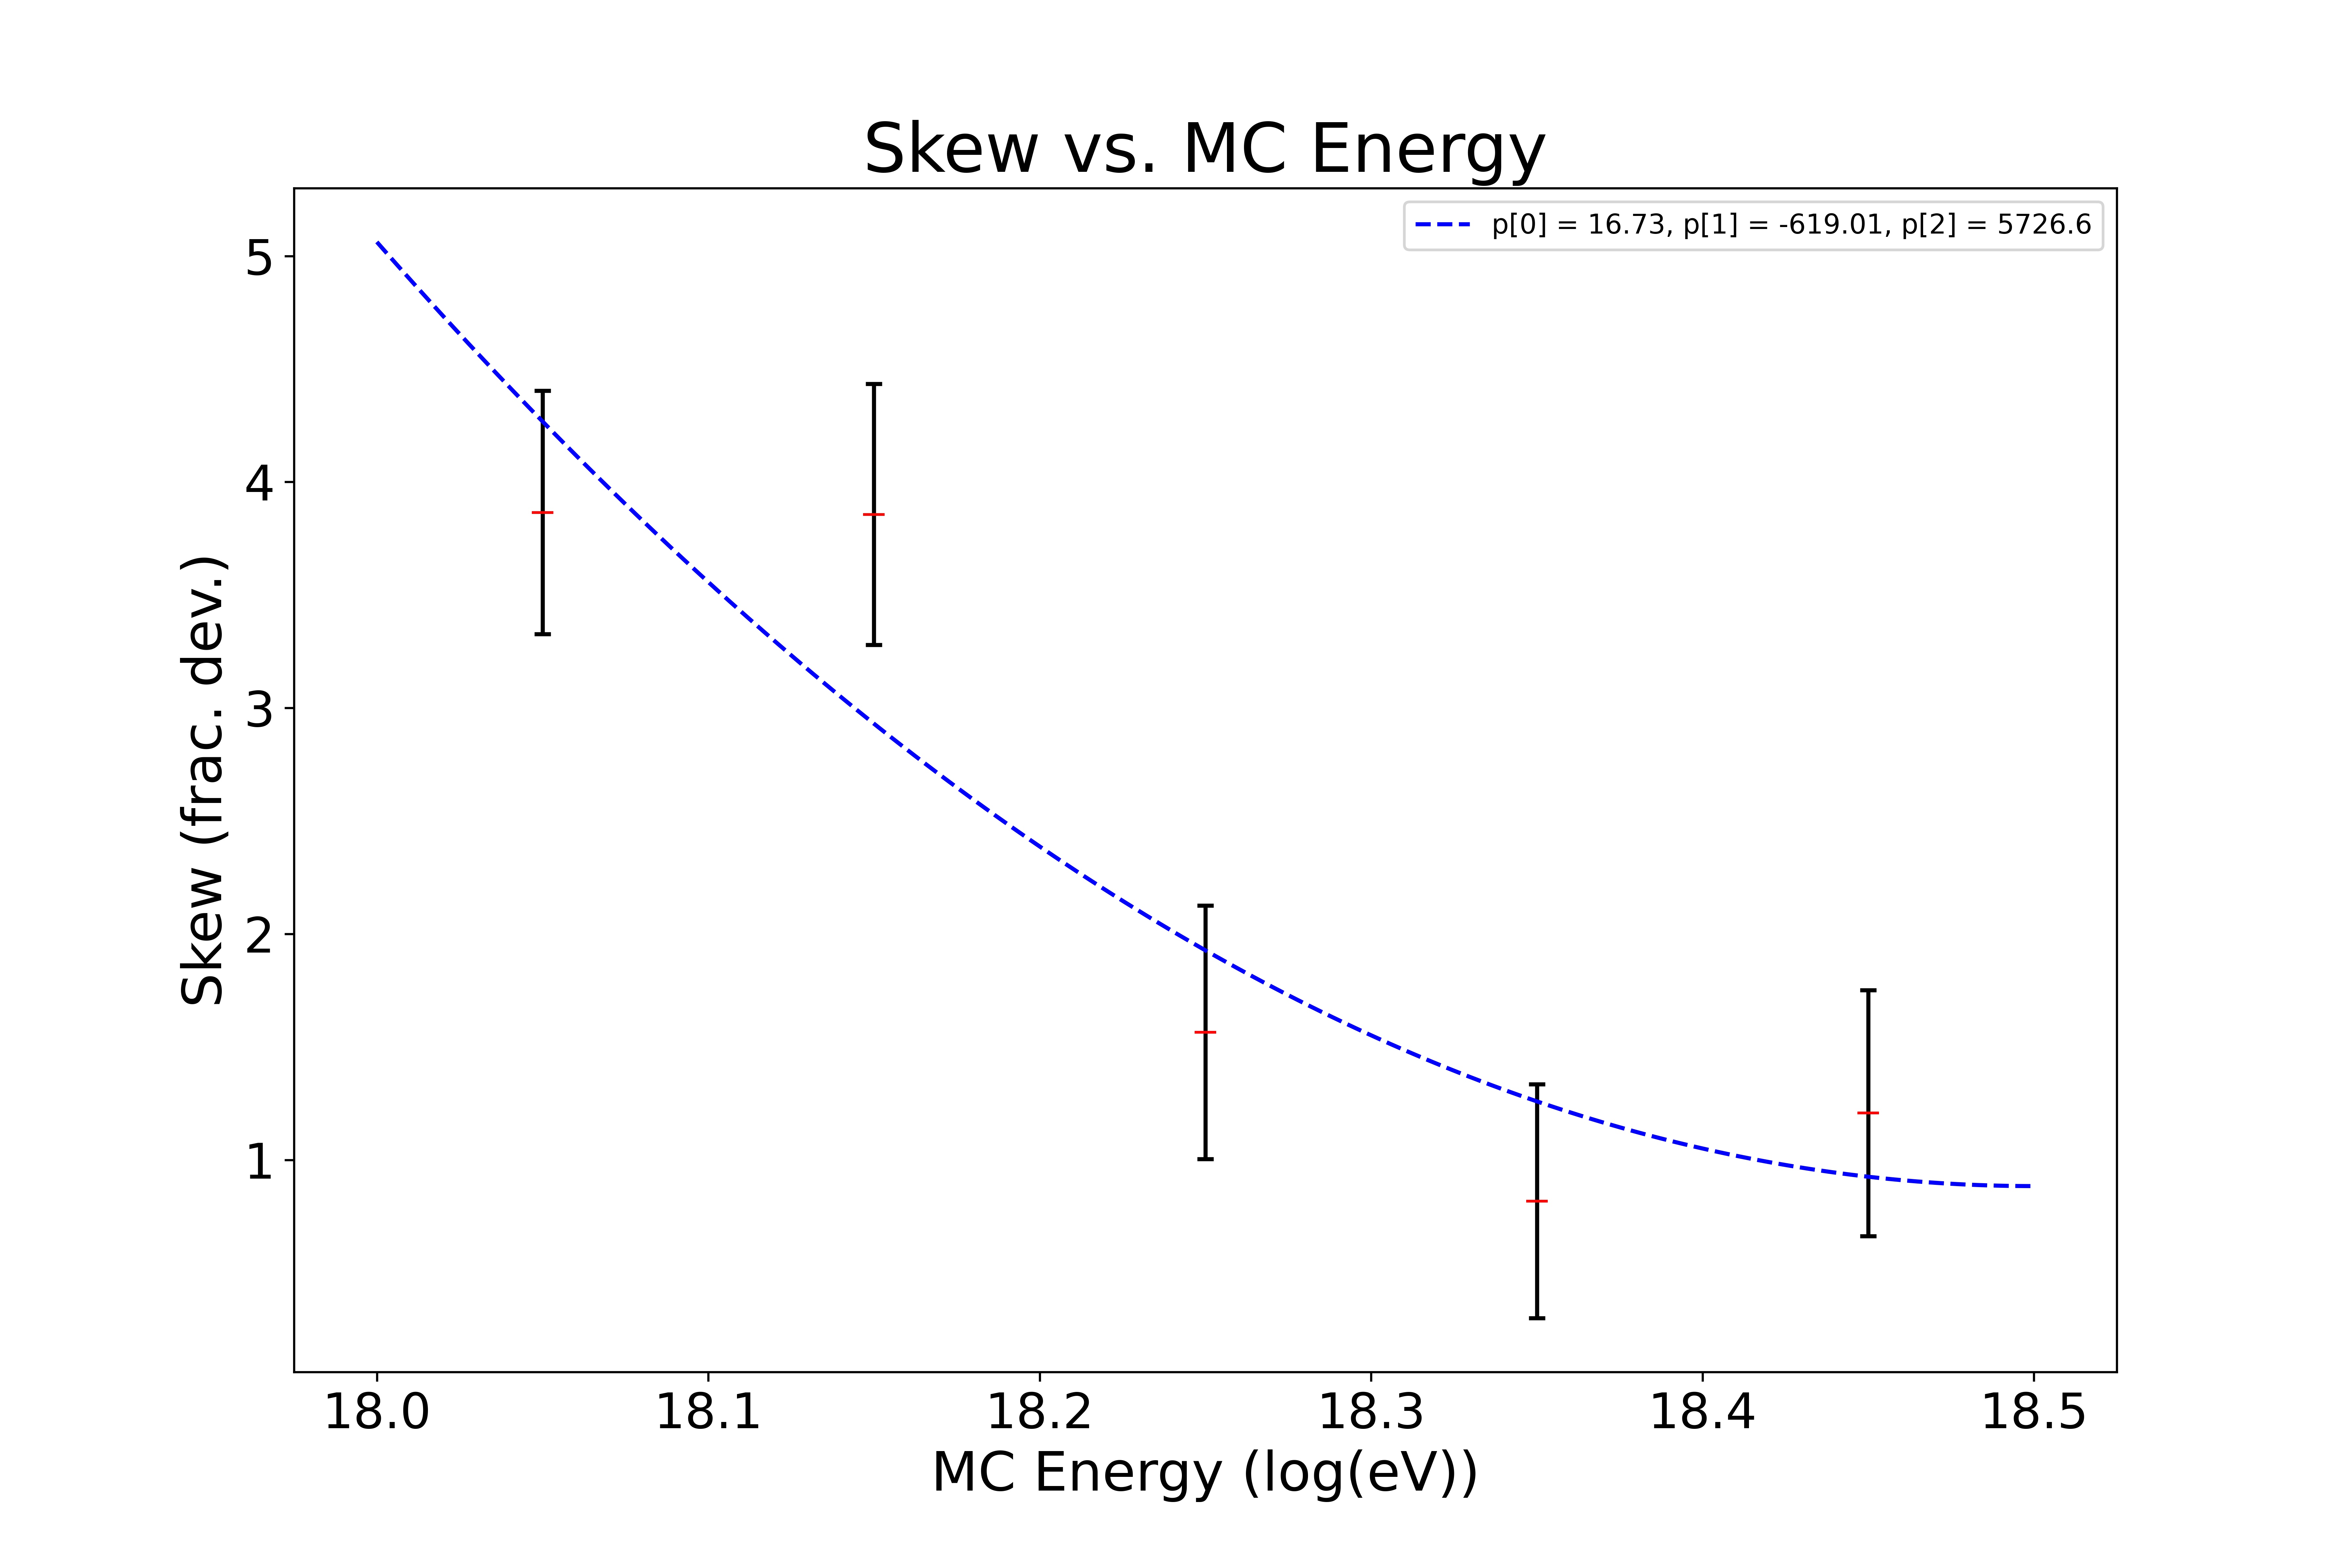 Skew vs. MC Energy
p[0] = 16.73, p[1] = -619.01, p[2] = 5726.6
Skew (frac. dev.)
5
4
3
2
1
18.0 18.1 18.2 18.3 18.4 18.5
MC Energy (log(eV))